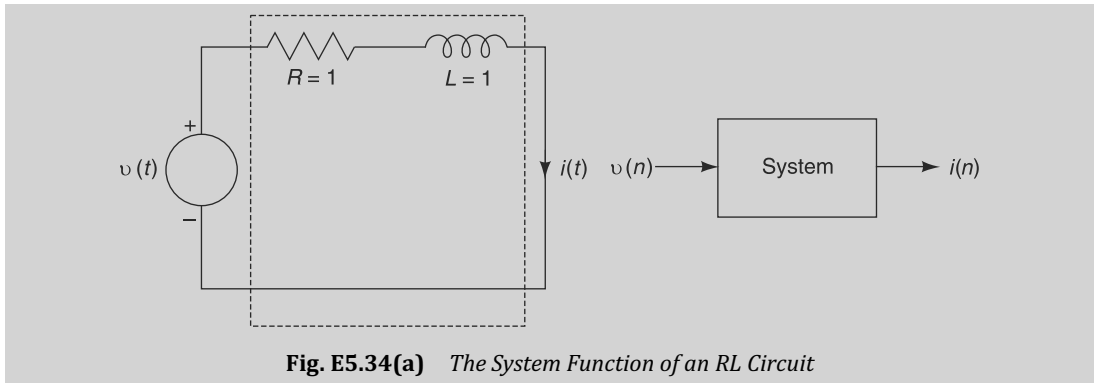 R = 1
L = 1
+
υ (t)
–
i(t)
υ (n)
System
i(n)
Fig. E5.34(a) The System Function of an RL Circuit